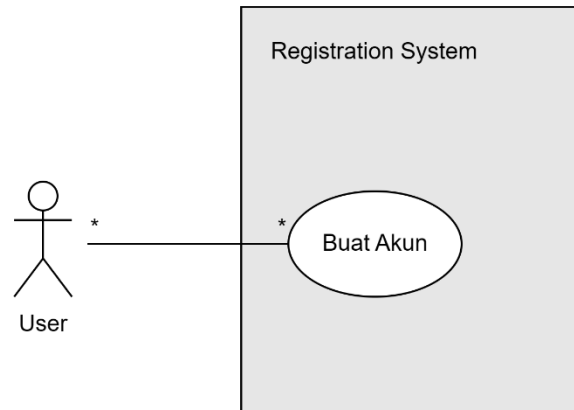 Registration System
*
*
Buat Akun
User